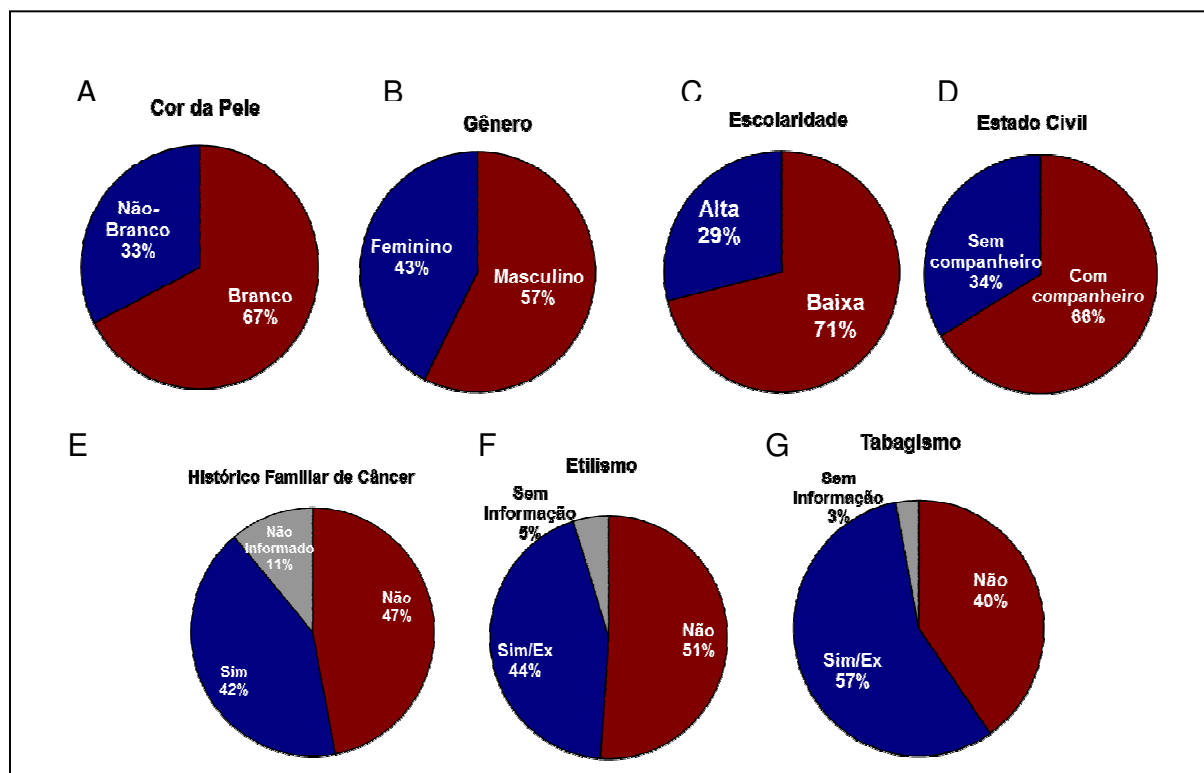 A
Cor da Pele
Não-
Branco
33%
Branco
67%
B
Gênero
Feminino
43%
Masculino
57%
C
Escolaridade
Alta
29%
Baixa
71%
D
Estado Civil
Sem
companheiro
34%
Com
companheiro
66%
E
Histórico Familiar de Câncer
Não
Informado
11%
Não
47%
Sim
42%
F
Etilismo
Sem
Informação
5%
Não
51%
Sim/Ex
44%
G
Tabagismo
Sem
Informação
3%
Não
40%
Sim/Ex
57%